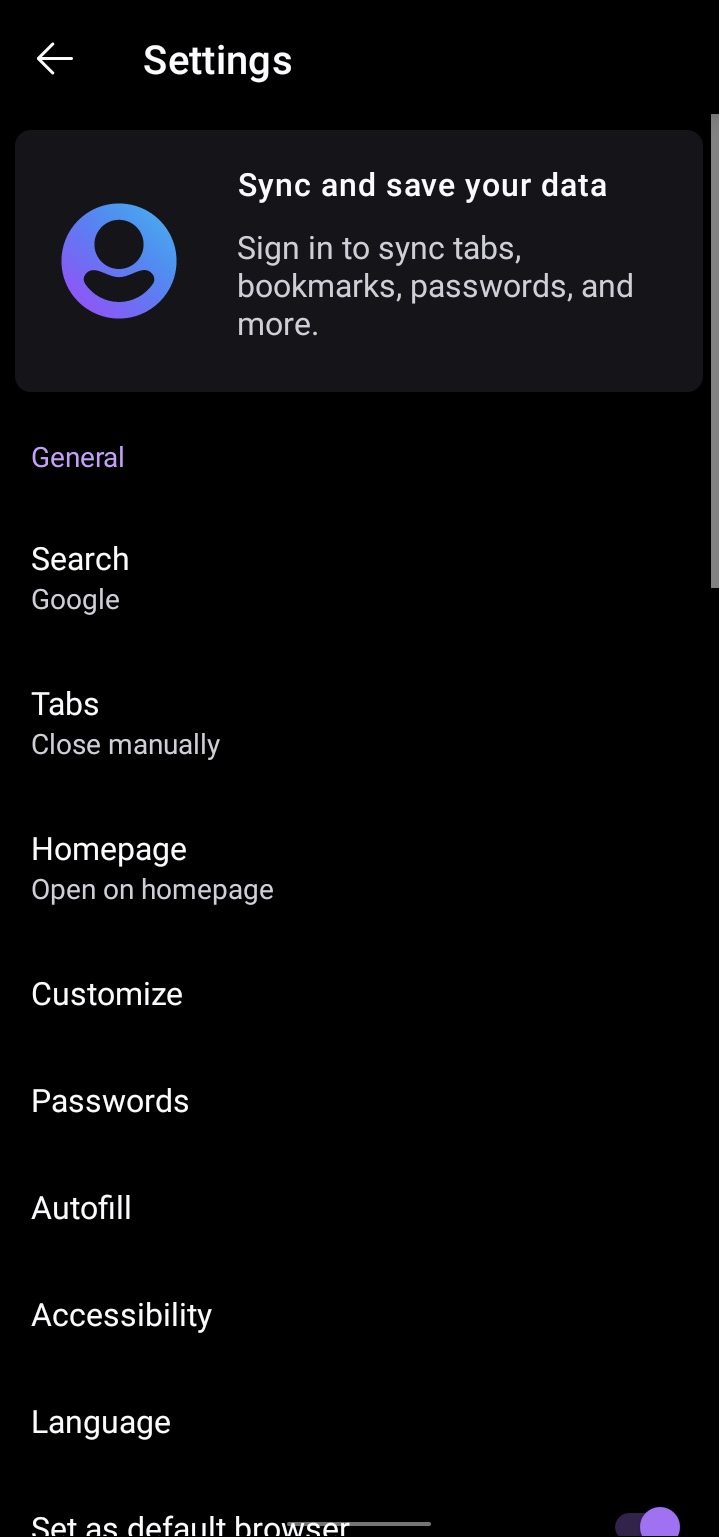 Settings
Sync and save your data
Sign in to sync tabs,
bookmarks, passwords, and
more.
General
Search
Google
Tabs
Close manually
Homepage
Open on homepage
Customize
Passwords
Autofill
Accessibility
Language
Set as default browser